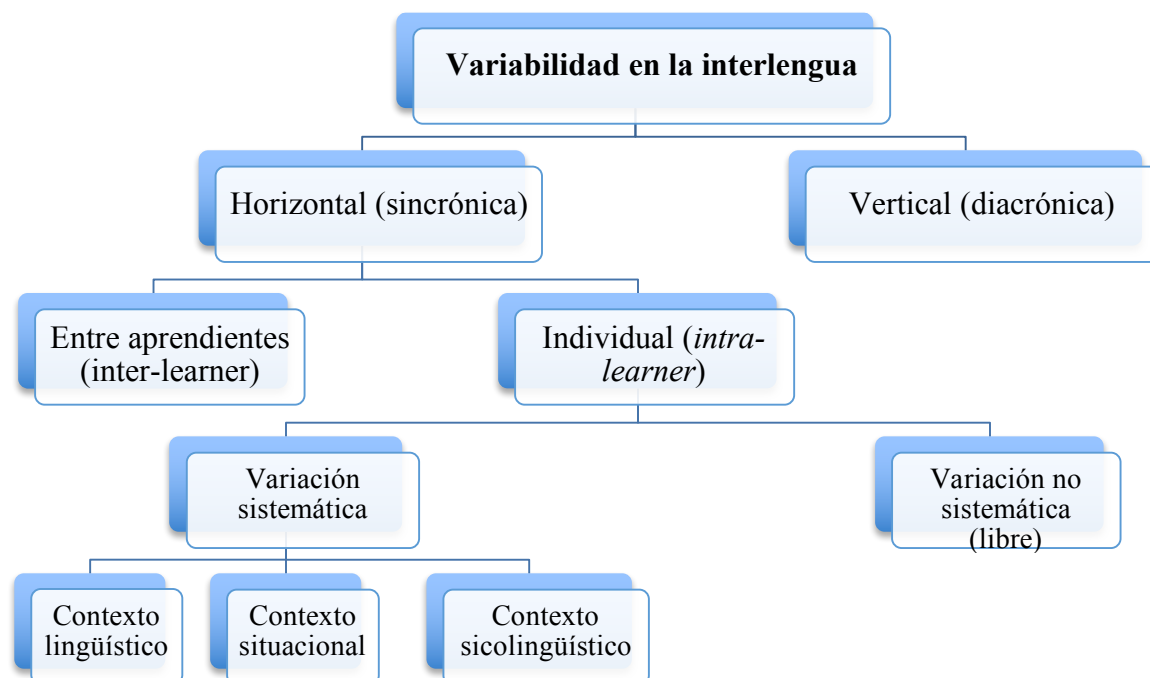 Variabilidad en la interlengua
Horizontal (sincrónica)
Vertical (diacrónica)
Entre aprendientes
(inter-learner)
Individual (intra-
learner)
Variación
sistemática
Variación no
sistemática
(libre)
Contexto
lingüístico
Contexto
situacional
Contexto
sicolingüístico